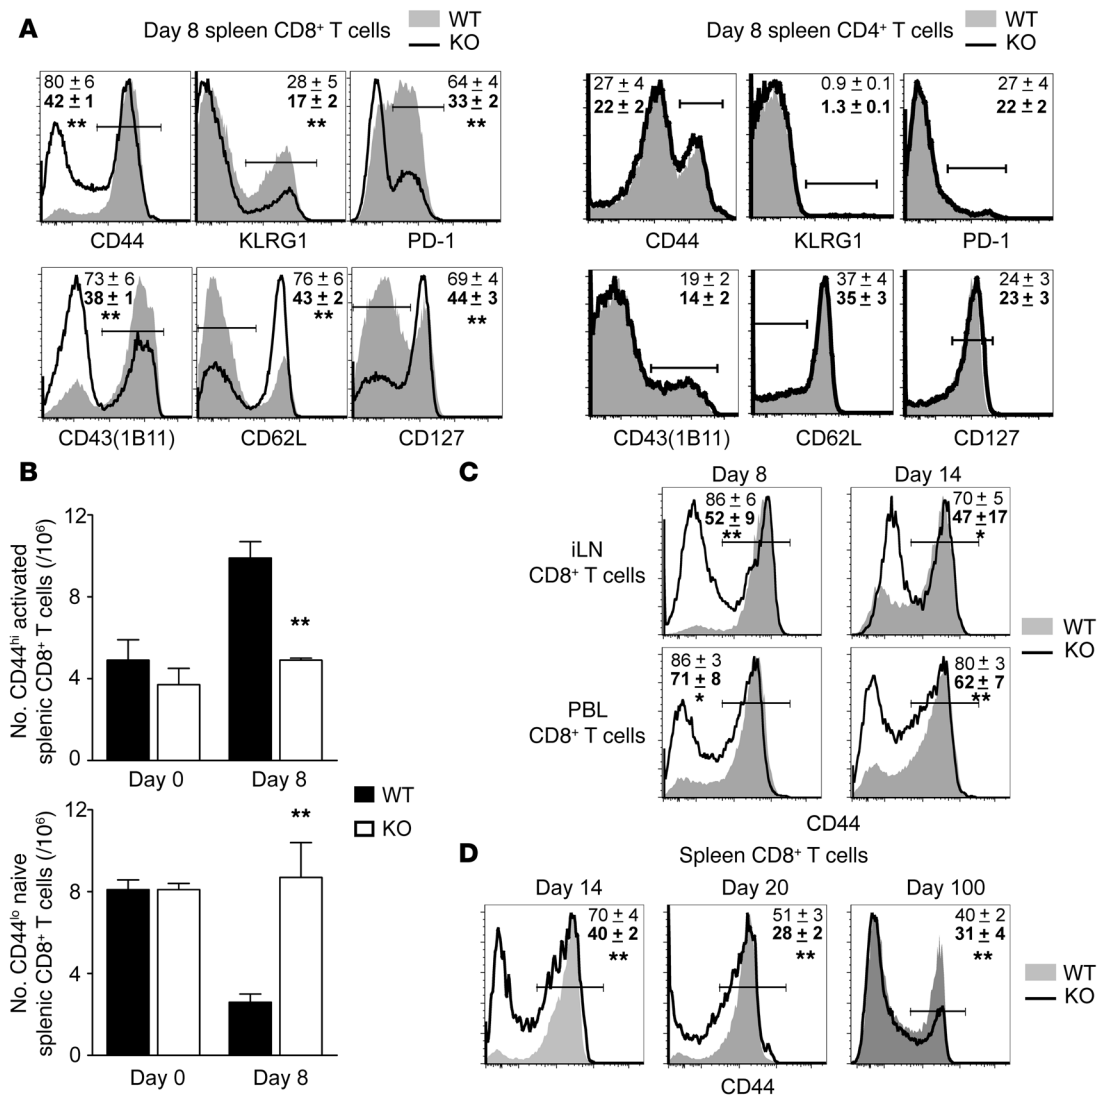 A
Day 8 spleen CD8⁺ T cells
WT
KO
Day 8 spleen CD4⁺ T cells
WT
KO
80 ± 6
42 ± 1
**
28 ± 5
17 ± 2
**
64 ± 4
33 ± 2
**
27 ± 4
22 ± 2
0.9 ± 0.1
1.3 ± 0.1
27 ± 4
22 ± 2
CD44
KLRG1
PD-1
CD44
KLRG1
PD-1
73 ± 6
38 ± 1
**
76 ± 6
43 ± 2
**
69 ± 4
44 ± 3
**
19 ± 2
14 ± 2
37 ± 4
35 ± 3
24 ± 3
23 ± 3
CD43(1B11)
CD62L
CD127
CD43(1B11)
CD62L
CD127
B
No. CD44ʰⁱ activated
splenic CD8⁺ T cells (/10⁶)
12
8
4
0
**
Day 0
Day 8
No. CD44ˡᵒ naive
splenic CD8⁺ T cells (/10⁶)
12
8
4
0
**
Day 0
Day 8
WT
KO
C
Day 8
Day 14
iLN
CD8⁺ T cells
86 ± 6
52 ± 9
**
70 ± 5
47 ± 17
*
PBL
CD8⁺ T cells
86 ± 3
71 ± 8
*
80 ± 3
62 ± 7
**
CD44
WT
KO
D
Spleen CD8⁺ T cells
Day 14
Day 20
Day 100
70 ± 4
40 ± 2
**
51 ± 3
28 ± 2
**
40 ± 2
31 ± 4
**
CD44
WT
KO